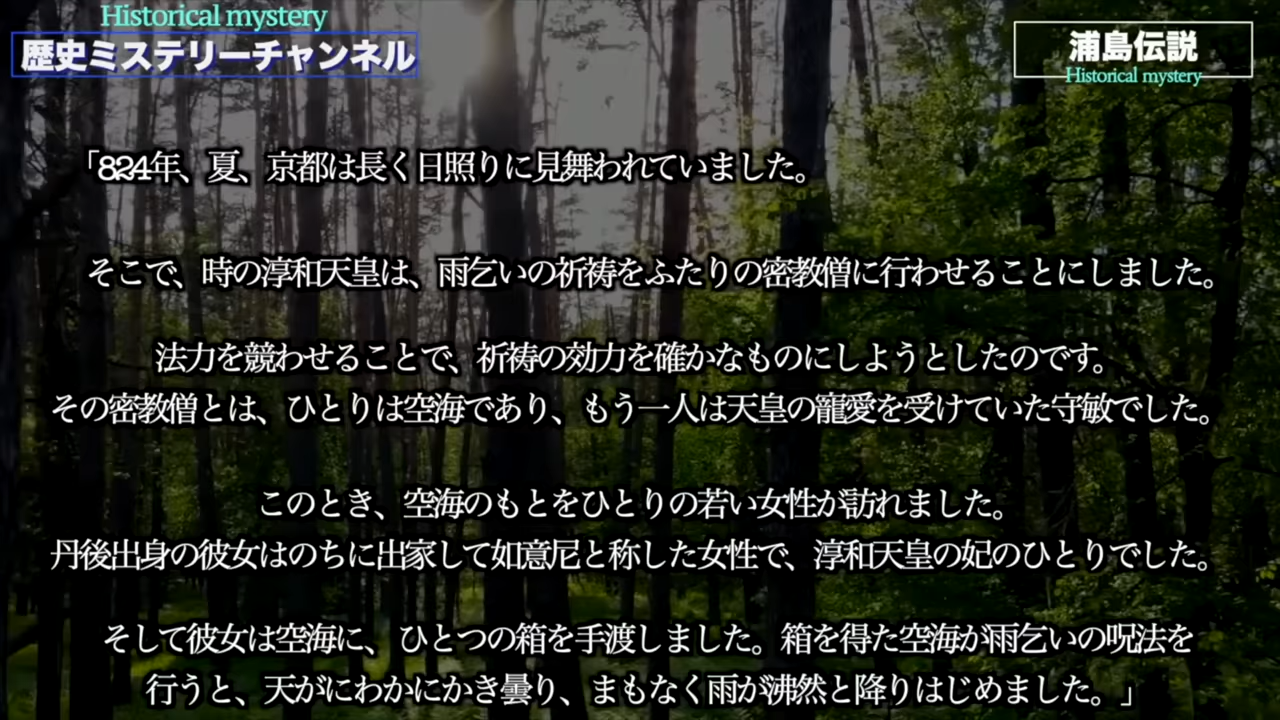 Historical mystery
歴史ミステリーチャンネル
浦島伝説
Historical mystery
「824年、夏、京都は長く日照りに見舞われていました。
そこで、時の淳和天皇は、雨乞いの祈祷をふたりの密教僧に行わせることにしました。
法力を競わせることで、祈祷の効力を確かなものにしようとしたのです。
その密教僧とは、ひとりは空海であり、もう一人は天皇の寵愛を受けていた守敏でした。
このとき、空海のもとをひとりの若い女性が訪れました。
丹後出身の彼女はのちに出家して如意尼と称した女性で、淳和天皇の妃のひとりでした。
そして彼女は空海に、ひとつの箱を手渡しました。箱を得た空海が雨乞いの呪法を
行うと、天がにわかにかき曇り、まもなく雨が沸然と降りはじめました。」